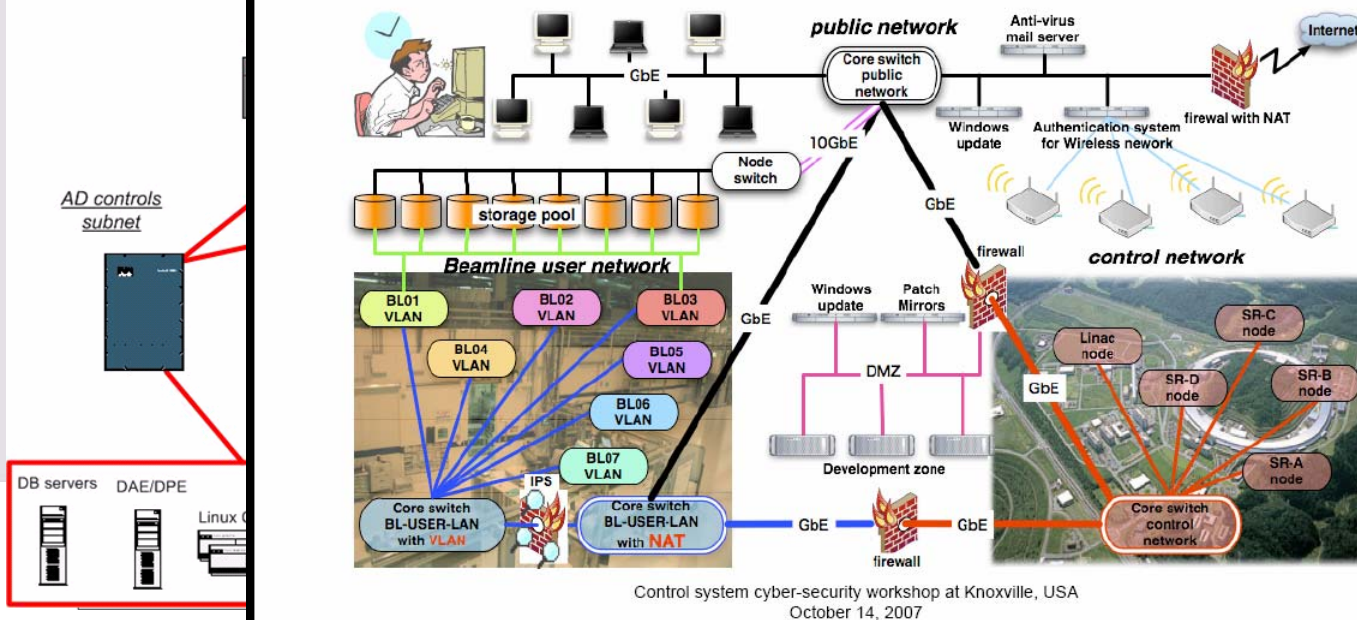 AD controls
subnet
DB servers
DAE/DPE
Linux
public network
Anti-virus
mail server
Internet
GbE
Core switch
public
network
firewal with NAT
Windows
update
Authentication system
for Wireless nework
10GbE
Node
switch
GbE
storage pool
firewall
control network
Beamline user network
BL01
VLAN
BL02
VLAN
BL03
VLAN
BL04
VLAN
BL05
VLAN
BL06
VLAN
BL07
VLAN
GbE
Windows
update
Patch
Mirrors
DMZ
Development zone
GbE
Linac
node
SR-C
node
SR-D
node
SR-B
node
SR-A
node
IPS
Core switch
BL-USER-LAN
with VLAN
Core switch
BL-USER-LAN
with NAT
GbE
firewall
GbE
Core switch
control
network
Control system cyber-security workshop at Knoxville, USA
October 14, 2007